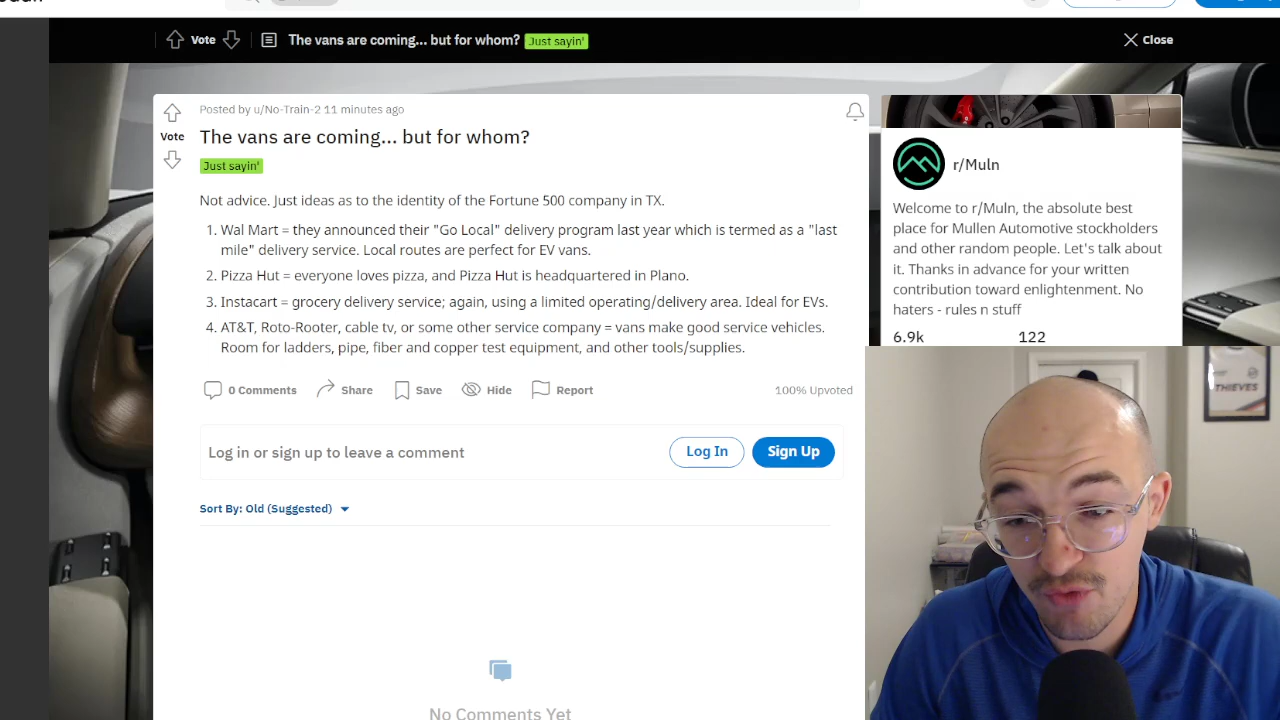 Vote
The vans are coming... but for whom? Just sayin'
Close
Posted by u/No-Train-2 11 minutes ago
Vote
The vans are coming... but for whom?
Just sayin'
Not advice. Just ideas as to the identity of the Fortune 500 company in TX.
1. Wal Mart = they announced their "Go Local" delivery program last year which is termed as a "last
mile" delivery service. Local routes are perfect for EV vans.
2. Pizza Hut = everyone loves pizza, and Pizza Hut is headquartered in Plano.
3. Instacart = grocery delivery service; again, using a limited operating/delivery area. Ideal for EVs.
4. AT&T, Roto-Rooter, cable tv, or some other service company = vans make good service vehicles.
Room for ladders, pipe, fiber and copper test equipment, and other tools/supplies.
0 Comments Share Save Hide Report 100% Upvoted
Log in or sign up to leave a comment Log In Sign Up
Sort By: Old (Suggested)
No Comments Yet
r/Muln
Welcome to r/Muln, the absolute best
place for Mullen Automotive stockholders
and other random people. Let's talk about
it. Thanks in advance for your written
contribution toward enlightenment. No
haters - rules n stuff
6.9k 122
THIEVES